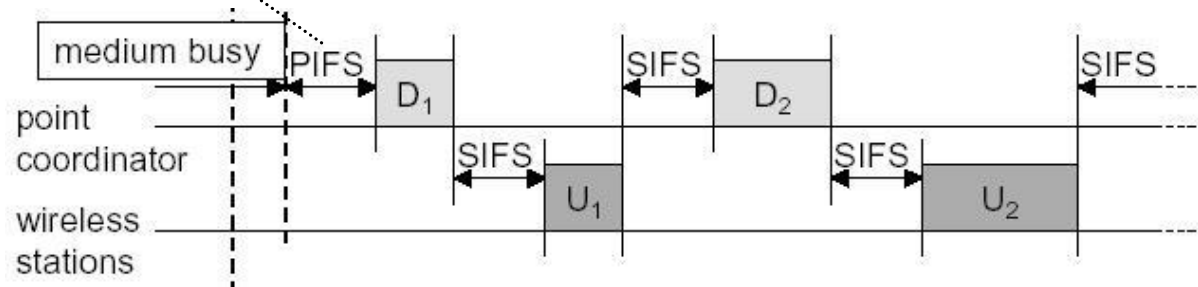 medium busy
PIFS
D₁
SIFS
D₂
SIFS
point
coordinator
SIFS
U₁
SIFS
U₂
wireless
stations